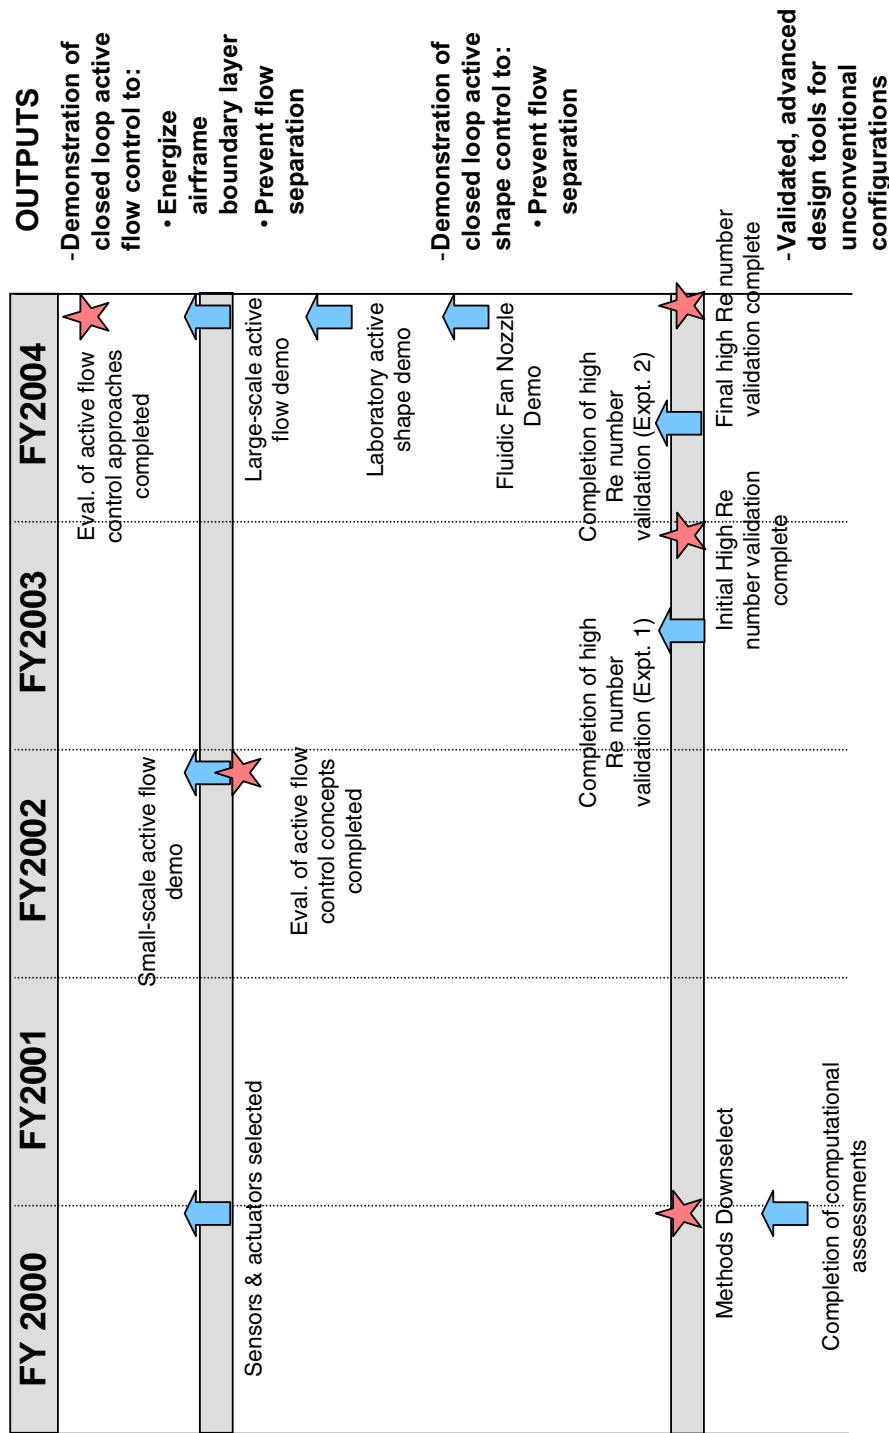 FY 2000
FY2001
FY2002
FY2003
FY2004
OUTPUTS
Eval. of active flow
control approaches
completed
Small-scale active flow
demo
Sensors & actuators selected
Eval. of active flow
control concepts
completed
Large-scale active
flow demo
Laboratory active
shape demo
Fluidic Fan Nozzle
Demo
Completion of high
Re number
validation (Expt. 1)
Completion of high
Re number
validation (Expt. 2)
Methods Downselect
Initial High Re
number validation
complete
Final high Re number
validation complete
Completion of computational
assessments
-Demonstration of
closed loop active
flow control to:
• Energize
airframe
boundary layer
• Prevent flow
separation
-Demonstration of
closed loop active
shape control to:
• Prevent flow
separation
-Validated, advanced
design tools for
unconventional
configurations